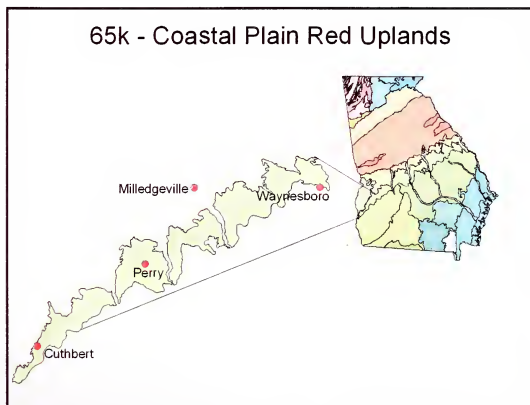 65k - Coastal Plain Red Uplands
Milledgeville
Waynesboro
Perry
Cuthbert